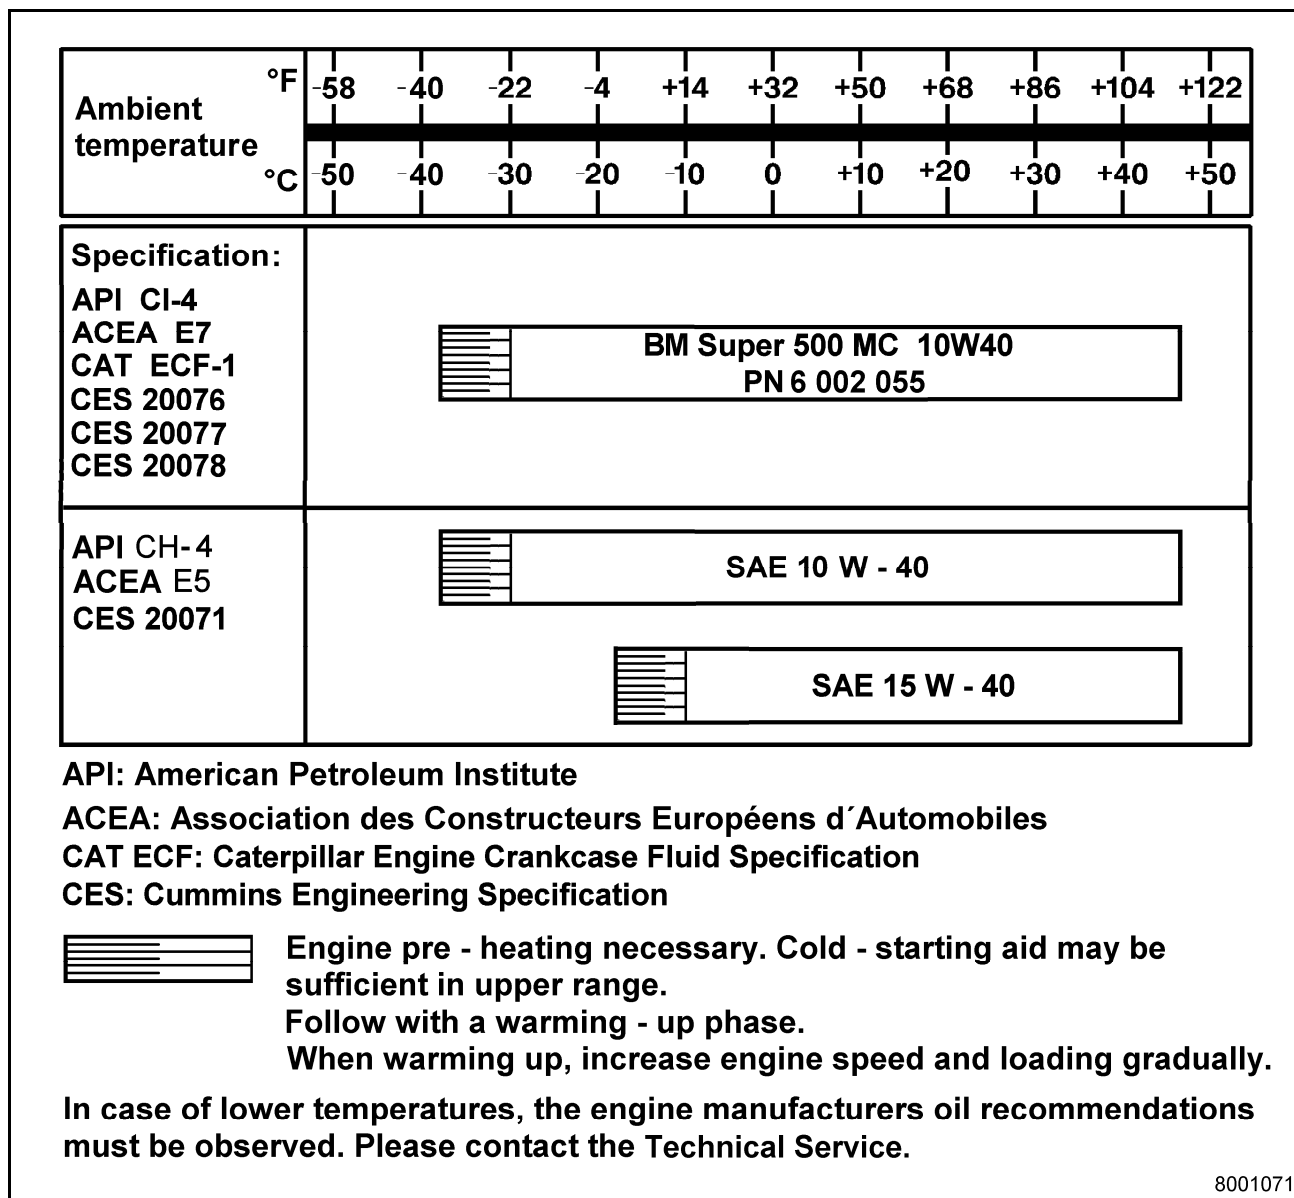 °F -58 -40 -22 -4 +14 +32 +50 +68 +86 +104 +122
Ambient
temperature
°C -50 -40 -30 -20 -10 0 +10 +20 +30 +40 +50
Specification:
API CI-4
ACEA E7
CAT ECF-1
CES 20076
CES 20077
CES 20078
BM Super 500 MC 10W40
PN 6 002 055
API CH-4
ACEA E5
CES 20071
SAE 10 W - 40
SAE 15 W - 40
API: American Petroleum Institute
ACEA: Association des Constructeurs Européens d´Automobiles
CAT ECF: Caterpillar Engine Crankcase Fluid Specification
CES: Cummins Engineering Specification
Engine pre - heating necessary. Cold - starting aid may be
sufficient in upper range.
Follow with a warming - up phase.
When warming up, increase engine speed and loading gradually.
In case of lower temperatures, the engine manufacturers oil recommendations
must be observed. Please contact the Technical Service.
8001071